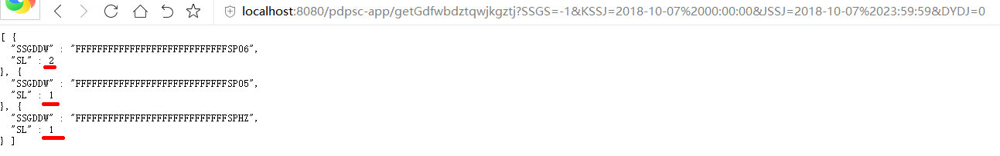 localhost:8080/pdpsc-app/getGdfwbdztqwjkgztj?SSGS=-1&KSSJ=2018-10-07%2000:00:00&JSSJ=2018-10-07%2023:59:59&DYDJ=0
[ {
"SSGDDW" : "FFFFFFFFFFFFFFFFFFFFFFFFFFFFSP06",
"SL" : 2
}, {
"SSGDDW" : "FFFFFFFFFFFFFFFFFFFFFFFFFFFFSP05",
"SL" : 1
}, {
"SSGDDW" : "FFFFFFFFFFFFFFFFFFFFFFFFFFFFSPHZ",
"SL" : 1
} ]